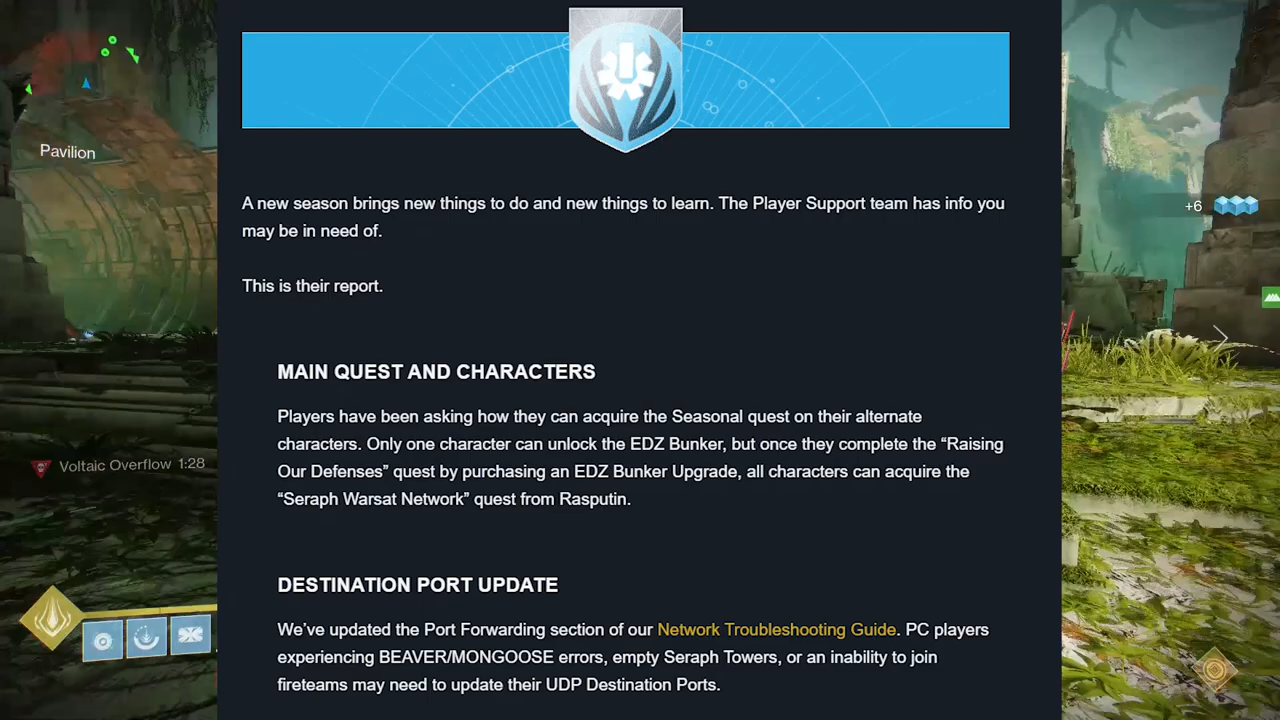 Pavilion
+6
Voltaic Overflow 1:28
A new season brings new things to do and new things to learn. The Player Support team has info you
may be in need of.
This is their report.
MAIN QUEST AND CHARACTERS
Players have been asking how they can acquire the Seasonal quest on their alternate
characters. Only one character can unlock the EDZ Bunker, but once they complete the “Raising
Our Defenses” quest by purchasing an EDZ Bunker Upgrade, all characters can acquire the
“Seraph Warsat Network” quest from Rasputin.
DESTINATION PORT UPDATE
We’ve updated the Port Forwarding section of our Network Troubleshooting Guide. PC players
experiencing BEAVER/MONGOOSE errors, empty Seraph Towers, or an inability to join
fireteams may need to update their UDP Destination Ports.